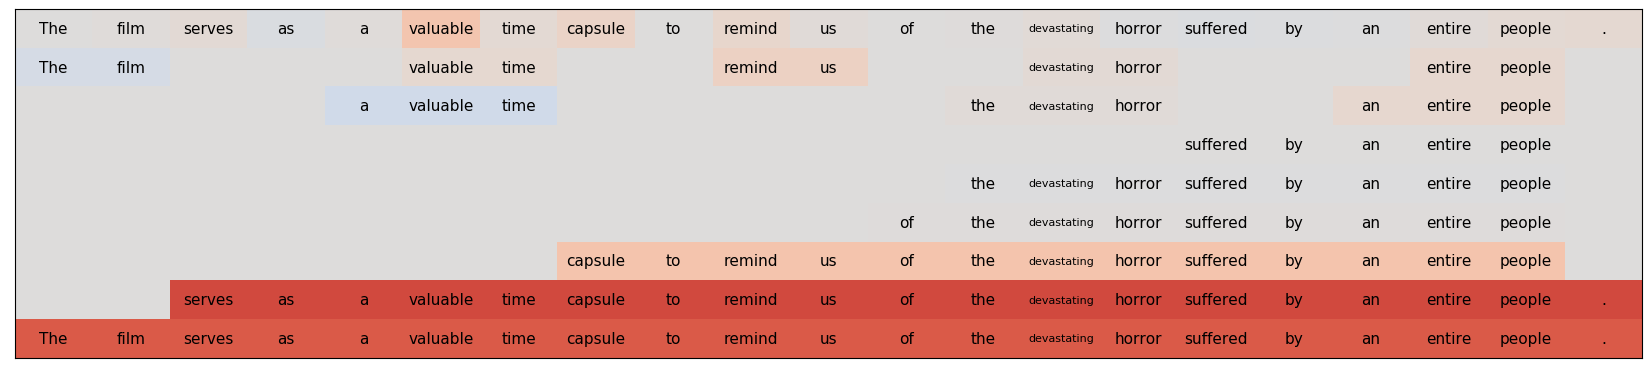 The film serves as a valuable time capsule to remind us of the devastating horror suffered by an entire people .
The film valuable time remind us devastating horror entire people
a valuable time the devastating horror an entire people
suffered by an entire people
the devastating horror suffered by an entire people
of the devastating horror suffered by an entire people
capsule to remind us of the devastating horror suffered by an entire people
serves as a valuable time capsule to remind us of the devastating horror suffered by an entire people .
The film serves as a valuable time capsule to remind us of the devastating horror suffered by an entire people .